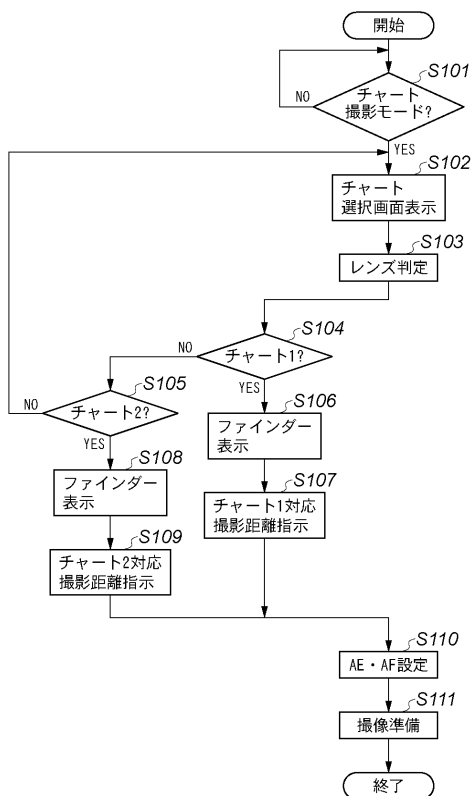 開始
S101
チャート
撮影モード?
NO
YES
S102
チャート
選択画面表示
S103
レンズ判定
S104
チャート1?
NO
YES
S105
チャート2?
NO
YES
S106
ファインダー
表示
S107
チャート1対応
撮影距離指示
S108
ファインダー
表示
S109
チャート2対応
撮影距離指示
S110
AE・AF設定
S111
撮像準備
終了